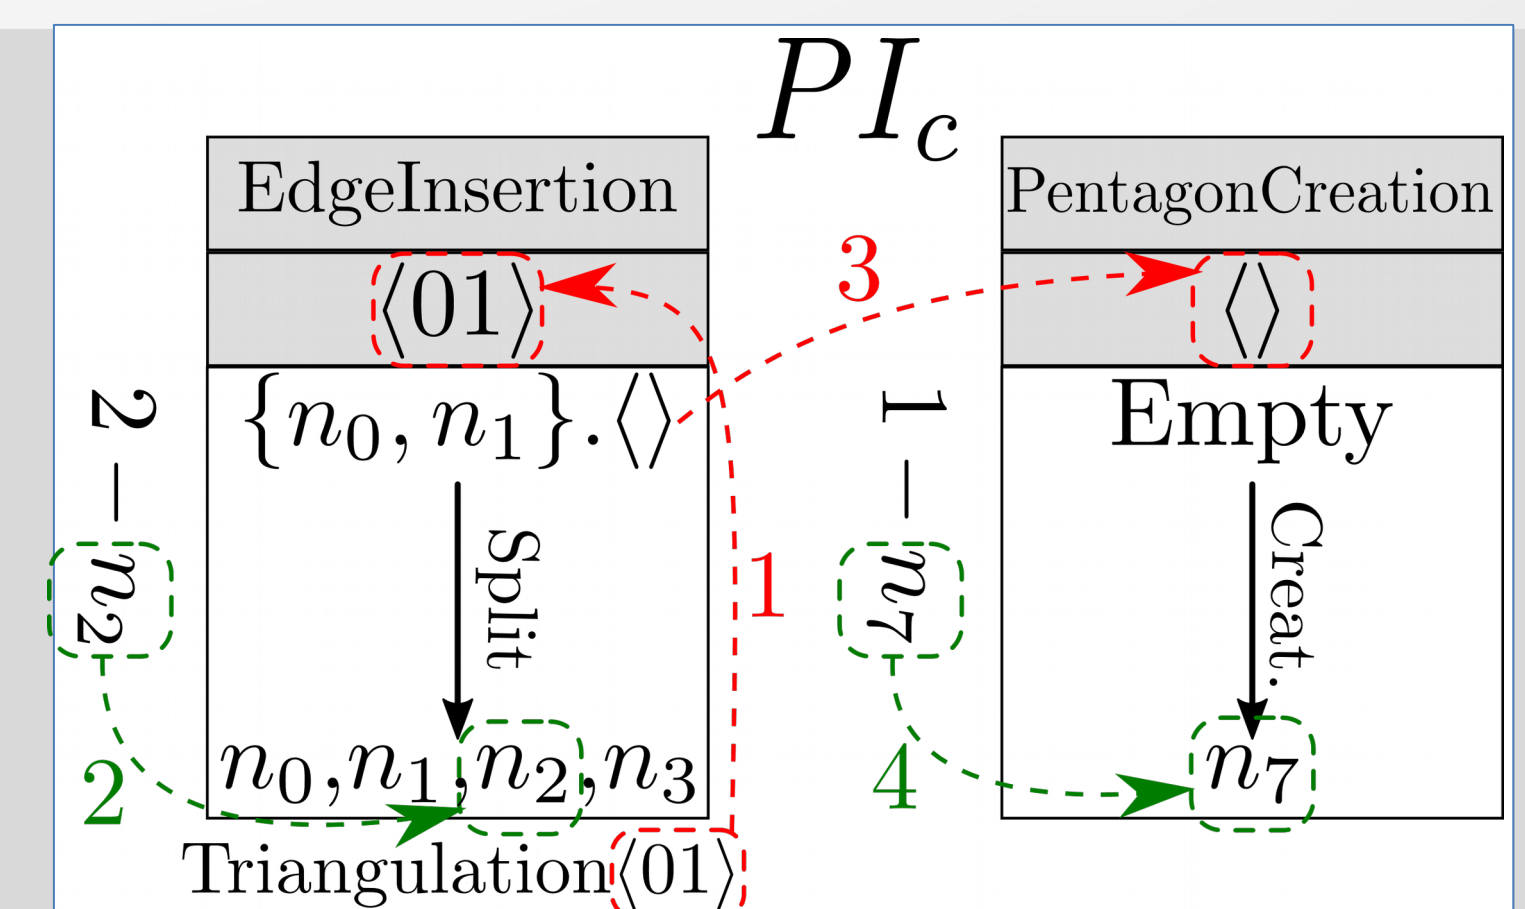 PI_c
EdgeInsertion
⟨01⟩
{n_0, n_1}.⟨⟩
2 – n_2
Split
n_0,n_1,n_2,n_3
Triangulation⟨01⟩
1
2
3
PentagonCreation
⟨⟩
Empty
1 – n_7
Creat.
n_7
4